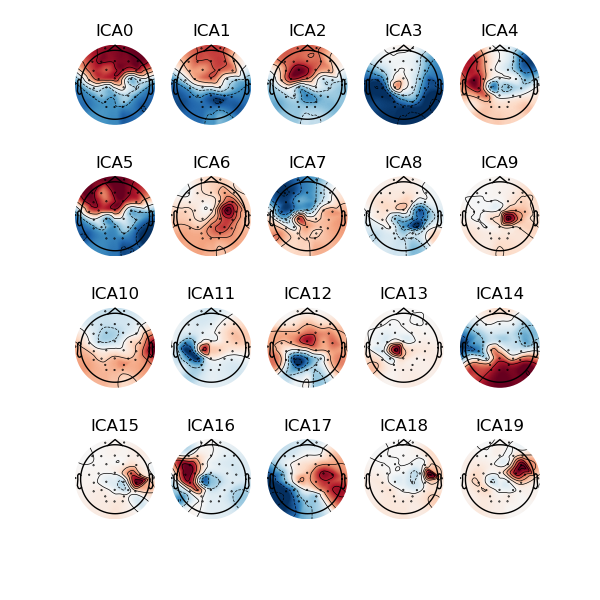 ICA0 ICA1 ICA2 ICA3 ICA4
ICA5 ICA6 ICA7 ICA8 ICA9
ICA10 ICA11 ICA12 ICA13 ICA14
ICA15 ICA16 ICA17 ICA18 ICA19